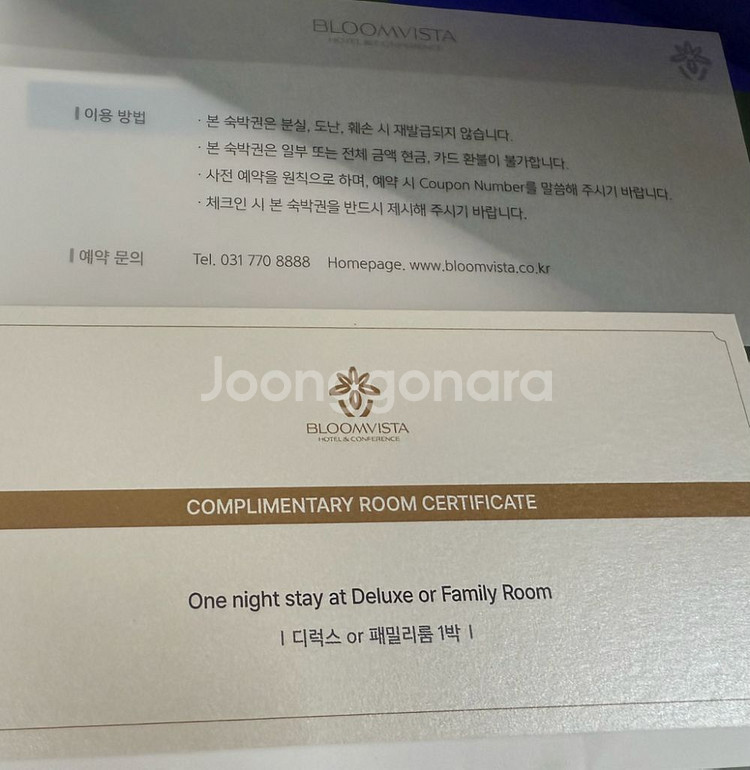 BLOOMVISTA
HOTEL & CONFERENCE
이용 방법
· 본 숙박권은 분실, 도난, 훼손 시 재발급되지 않습니다.
· 본 숙박권은 일부 또는 전체 금액 현금, 카드 환불이 불가합니다.
· 사전 예약을 원칙으로 하며, 예약 시 Coupon Number를 말씀해 주시기 바랍니다.
· 체크인 시 본 숙박권을 반드시 제시해 주시기 바랍니다.
예약 문의
Tel. 031 770 8888 Homepage. www.bloomvista.co.kr
Joonggonara
BLOOMVISTA
HOTEL & CONFERENCE
COMPLIMENTARY ROOM CERTIFICATE
One night stay at Deluxe or Family Room
| 디럭스 or 패밀리룸 1박 |